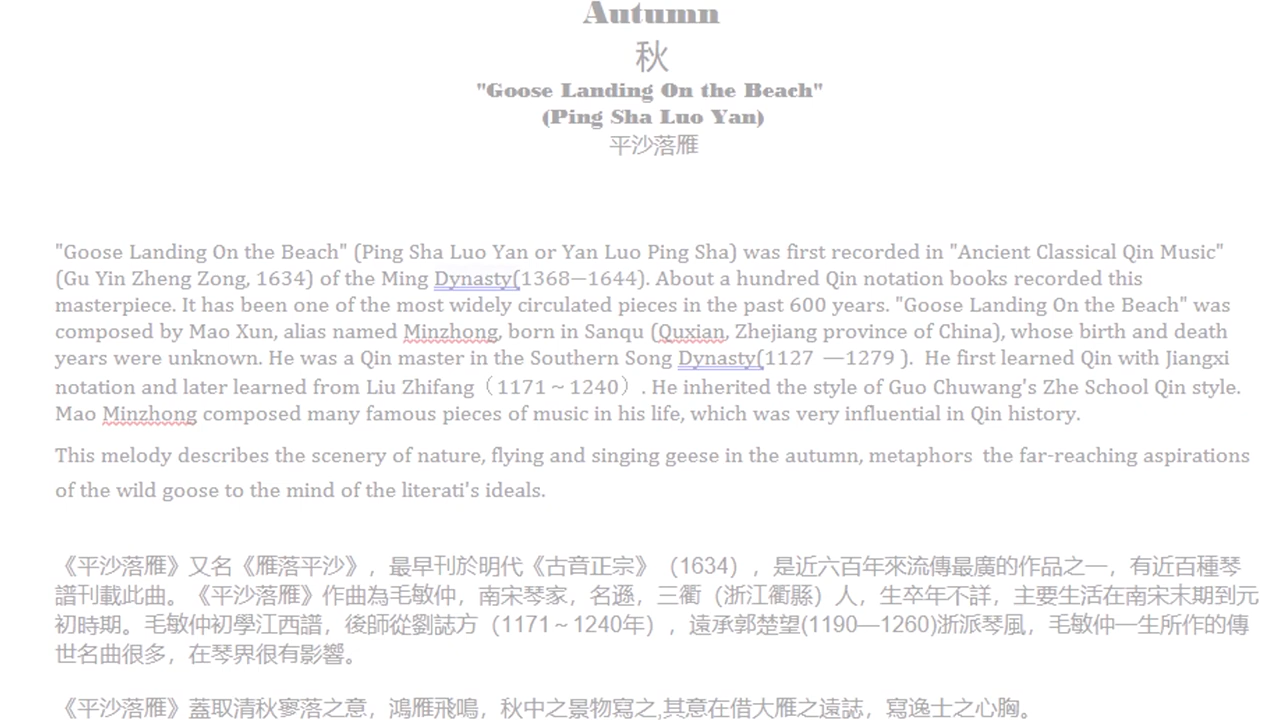 Autumn
秋
"Goose Landing On the Beach"
(Ping Sha Luo Yan)
平沙落雁
"Goose Landing On the Beach" (Ping Sha Luo Yan or Yan Luo Ping Sha) was first recorded in "Ancient Classical Qin Music"
(Gu Yin Zheng Zong, 1634) of the Ming Dynasty(1368—1644). About a hundred Qin notation books recorded this
masterpiece. It has been one of the most widely circulated pieces in the past 600 years. "Goose Landing On the Beach" was
composed by Mao Xun, alias named Minzhong, born in Sanqu (Quxian, Zhejiang province of China), whose birth and death
years were unknown. He was a Qin master in the Southern Song Dynasty(1127 —1279 ).  He first learned Qin with Jiangxi
notation and later learned from Liu Zhifang（1171～1240）. He inherited the style of Guo Chuwang's Zhe School Qin style.
Mao Minzhong composed many famous pieces of music in his life, which was very influential in Qin history.
This melody describes the scenery of nature, flying and singing geese in the autumn, metaphors  the far-reaching aspirations
of the wild goose to the mind of the literati's ideals.
《平沙落雁》又名《雁落平沙》，最早刊於明代《古音正宗》（1634），是近六百年來流傳最廣的作品之一，有近百種琴
譜刊載此曲。《平沙落雁》作曲為毛敏仲，南宋琴家，名遜，三衢（浙江衢縣）人，生卒年不詳，主要生活在南宋末期到元
初時期。毛敏仲初學江西譜，後師從劉誌方（1171～1240年），遠承郭楚望(1190—1260)浙派琴風，毛敏仲一生所作的傳
世名曲很多，在琴界很有影響。
《平沙落雁》蓋取清秋寥落之意，鴻雁飛鳴，秋中之景物寫之,其意在借大雁之遠誌，寫逸士之心胸。